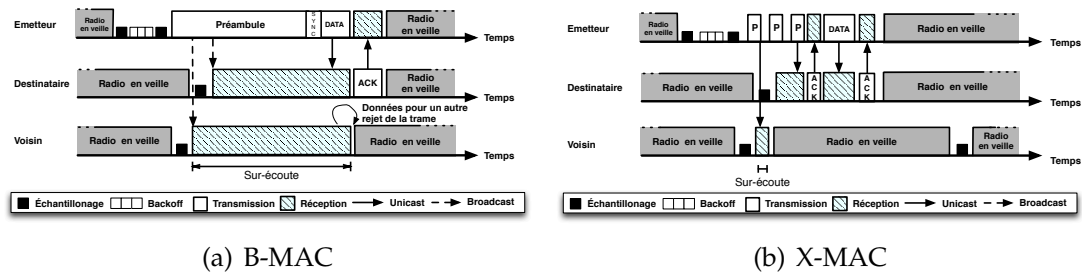 Emetteur
Radio
en veille
Préambule
SYNC
DATA
Radio
en veille
Temps
Destinataire
Radio en veille
ACK
Radio
en veille
Temps
Données pour un autre
rejet de la trame
Voisin
Radio en veille
Radio en veille
Temps
Sur-écoute
Échantillonage Backoff Transmission Réception Unicast Broadcast
(a) B-MAC
Emetteur
Radio
en veille
P P P DATA
Radio en veille
Temps
Destinataire
Radio en veille
ACK
ACK
Radio en veille
Temps
Voisin
Radio en veille
Radio en veille
Radio
en veille
Temps
Sur-écoute
Échantillonage Backoff Transmission Réception Unicast Broadcast
(b) X-MAC